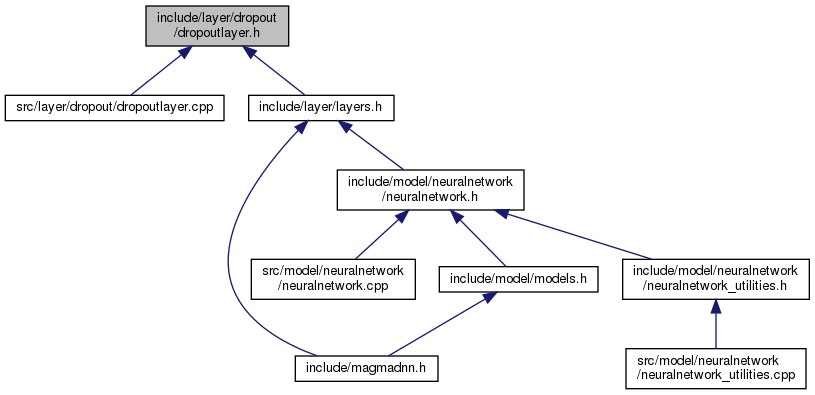 include/layer/dropout
/dropoutlayer.h
src/layer/dropout/dropoutlayer.cpp
include/layer/layers.h
include/model/neuralnetwork
/neuralnetwork.h
src/model/neuralnetwork
/neuralnetwork.cpp
include/model/models.h
include/model/neuralnetwork
/neuralnetwork_utilities.h
include/magmadnn.h
src/model/neuralnetwork
/neuralnetwork_utilities.cpp